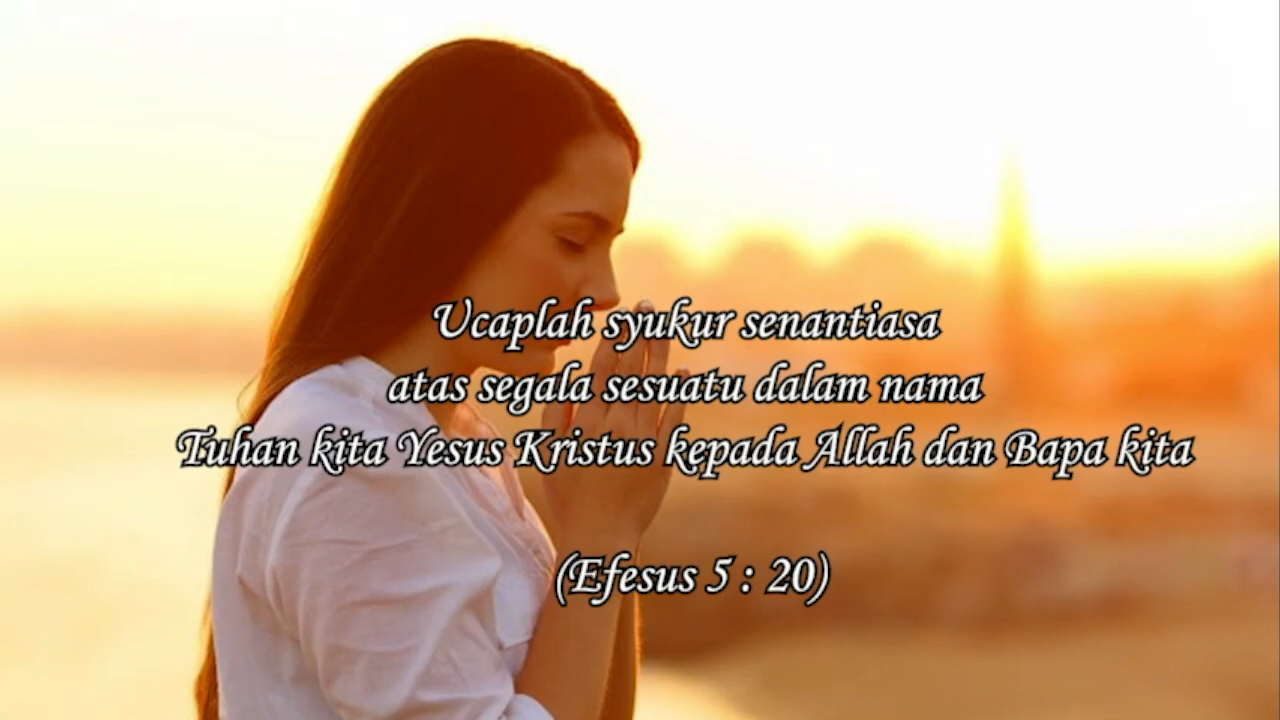 Ucaplah syukur senantiasa
atas segala sesuatu dalam nama
Tuhan kita Yesus Kristus kepada Allah dan Bapa kita
(Efesus 5 : 20)